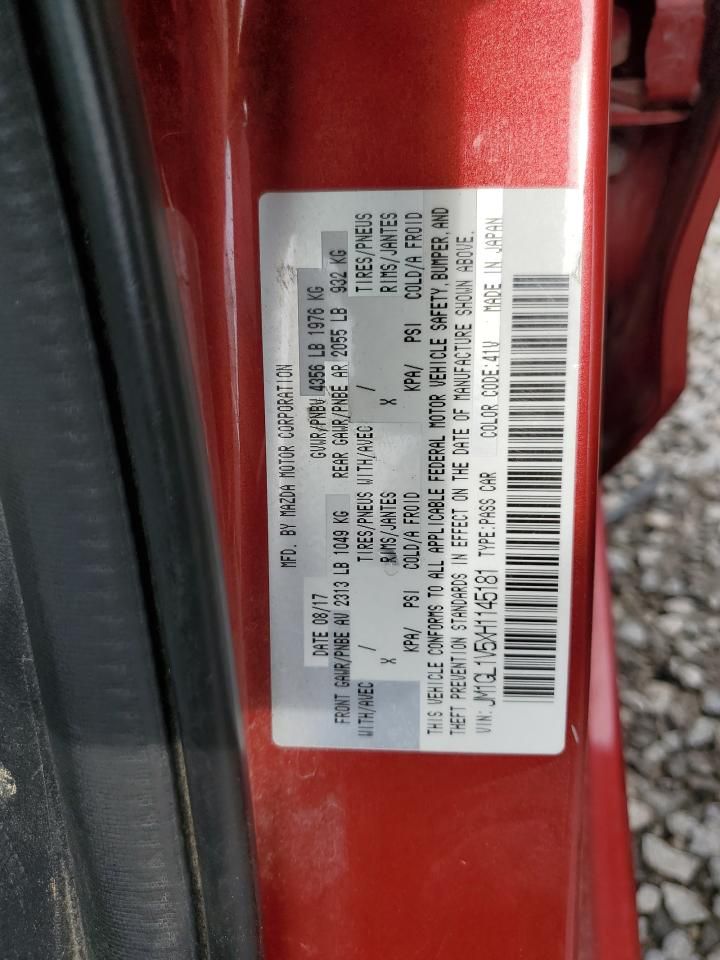 MFD. BY MAZDA MOTOR CORPORATION
DATE 08/17 GVWR/PNBV 4356 LB 1976 KG
FRONT GAWR/PNBE AV 2313 LB 1049 KG REAR GAWR/PNBE AR 2055 LB 932 KG
WITH/AVEC / TIRES/PNEUS WITH/AVEC / TIRES/PNEUS
X RIMS/JANTES X RIMS/JANTES
KPA/ PSI COLD/A FROID KPA/ PSI COLD/A FROID
THIS VEHICLE CONFORMS TO ALL APPLICABLE FEDERAL MOTOR VEHICLE SAFETY, BUMPER, AND
THEFT PREVENTION STANDARDS IN EFFECT ON THE DATE OF MANUFACTURE SHOWN ABOVE.
VIN: JM1GL1V5XH1145181 TYPE:PASS CAR COLOR CODE:41V MADE IN JAPAN